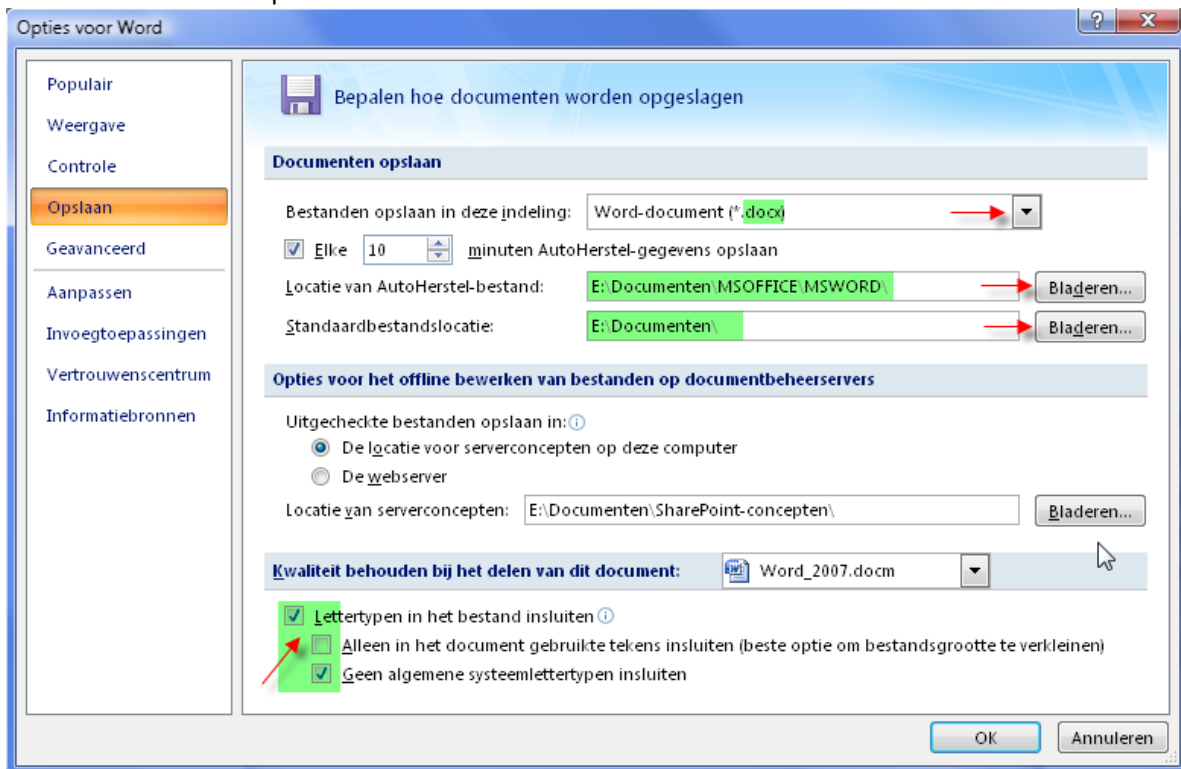 Opties voor Word
Populair
Weergave
Controle
Opslaan
Geavanceerd
Aanpassen
Invoegtoepassingen
Vertrouwenscentrum
Informatiebronnen
Bepalen hoe documenten worden opgeslagen
Documenten opslaan
Bestanden opslaan in deze indeling: Word-document (*.docx)
Elke 10 minuten AutoHerstel-gegevens opslaan
Locatie van AutoHerstel-bestand: E:\Documenten\MSOFFICE\MSWORD\ Bladeren...
Standaardbestandslocatie: E:\Documenten\ Bladeren...
Opties voor het offline bewerken van bestanden op documentbeheerservers
Uitgecheckte bestanden opslaan in:
De locatie voor serverconcepten op deze computer
De webserver
Locatie van serverconcepten: E:\Documenten\SharePoint-concepten\ Bladeren...
Kwaliteit behouden bij het delen van dit document: Word_2007.docm
Lettertypen in het bestand insluiten
Alleen in het document gebruikte tekens insluiten (beste optie om bestandsgrootte te verkleinen)
Geen algemene systeemlettertypen insluiten
OK Annuleren